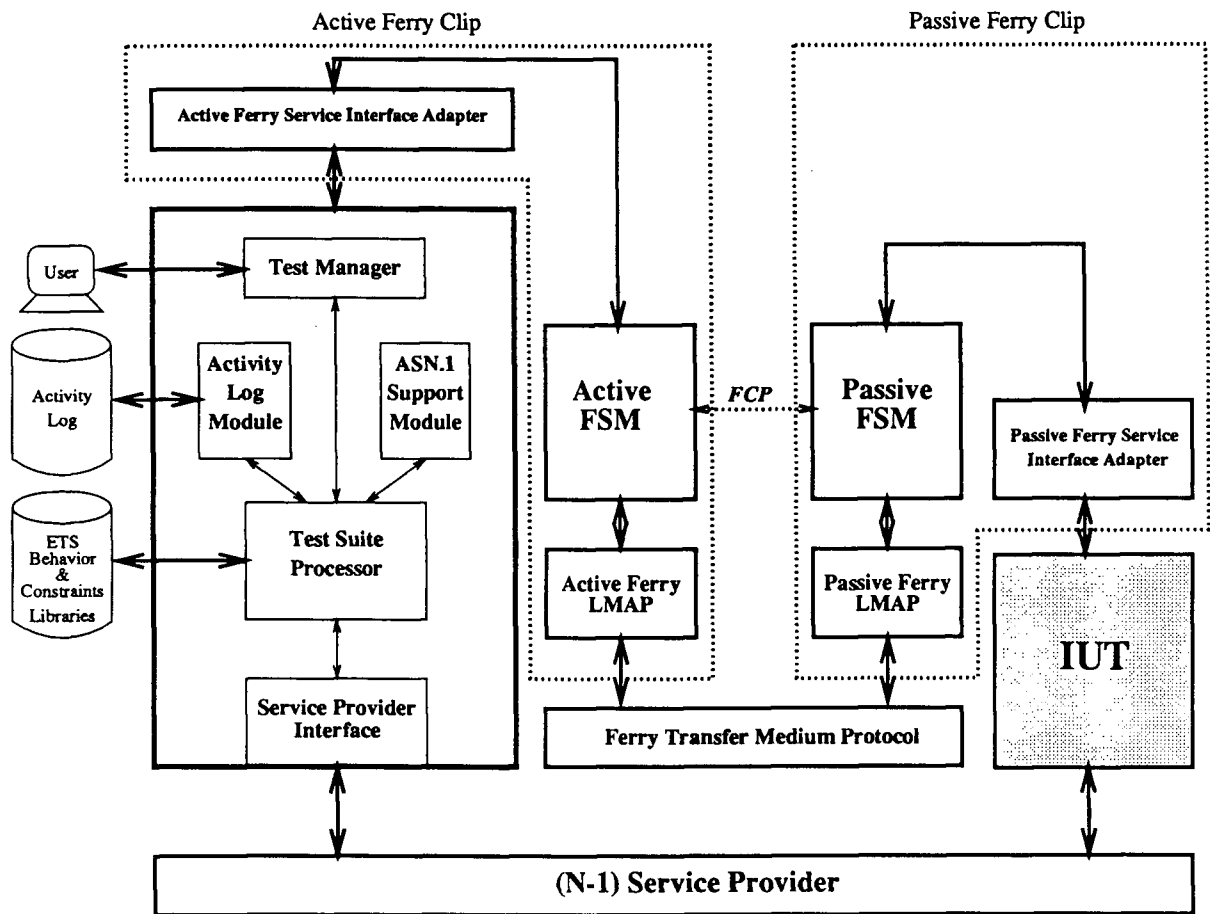 Active Ferry Clip
Passive Ferry Clip
Active Ferry Service Interface Adapter
User
Test Manager
Activity
Log
Activity
Log
Module
ASN.1
Support
Module
Active
FSM
FCP
Passive
FSM
Passive Ferry Service
Interface Adapter
ETS
Behavior
&
Constraints
Libraries
Test Suite
Processor
Active Ferry
LMAP
Passive Ferry
LMAP
IUT
Service Provider
Interface
Ferry Transfer Medium Protocol
(N-1) Service Provider